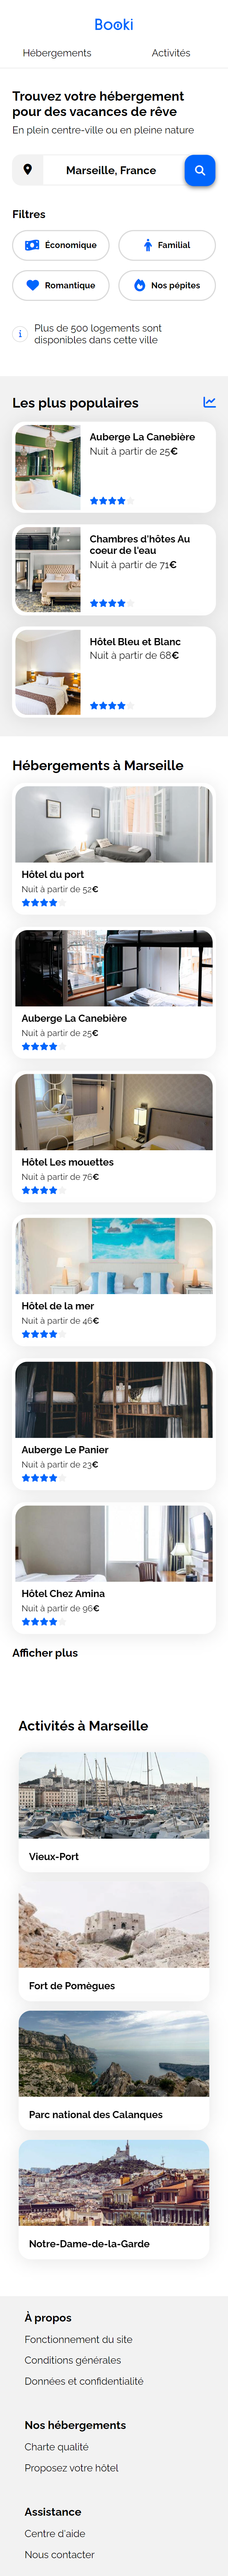 Booki
Hébergements Activités
Trouvez votre hébergement
pour des vacances de rêve
En plein centre-ville ou en pleine nature
Marseille, France
Filtres
Économique Familial
Romantique Nos pépites
Plus de 500 logements sont
disponibles dans cette ville
Les plus populaires
Auberge La Canebière
Nuit à partir de 25€
Chambres d'hôtes Au
coeur de l'eau
Nuit à partir de 71€
Hôtel Bleu et Blanc
Nuit à partir de 68€
Hébergements à Marseille
Hôtel du port
Nuit à partir de 52€
Auberge La Canebière
Nuit à partir de 25€
Hôtel Les mouettes
Nuit à partir de 76€
Hôtel de la mer
Nuit à partir de 46€
Auberge Le Panier
Nuit à partir de 23€
Hôtel Chez Amina
Nuit à partir de 96€
Afficher plus
Activités à Marseille
Vieux-Port
Fort de Pomègues
Parc national des Calanques
Notre-Dame-de-la-Garde
À propos
Fonctionnement du site
Conditions générales
Données et confidentialité
Nos hébergements
Charte qualité
Proposez votre hôtel
Assistance
Centre d'aide
Nous contacter